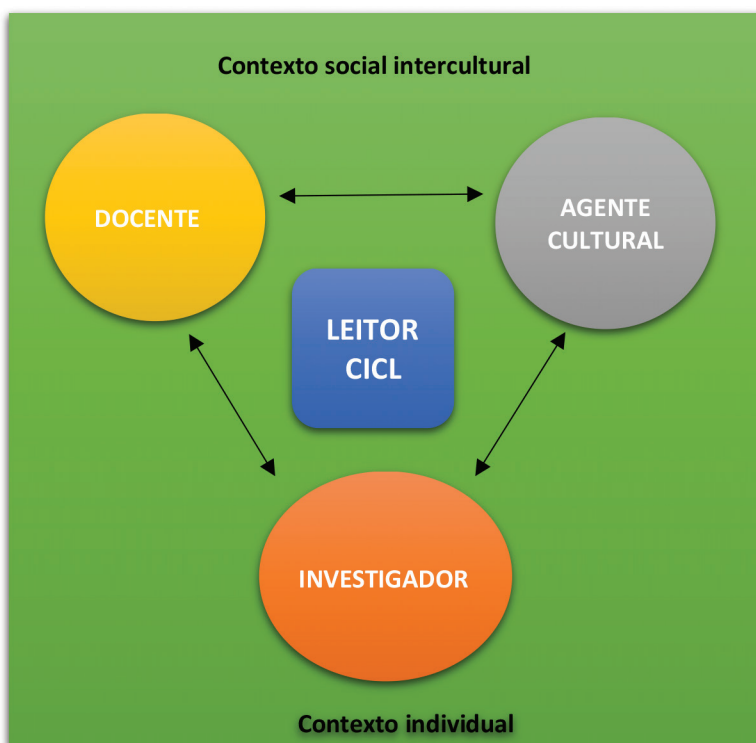 Contexto social intercultural
DOCENTE
AGENTE
CULTURAL
LEITOR
CICL
INVESTIGADOR
Contexto individual